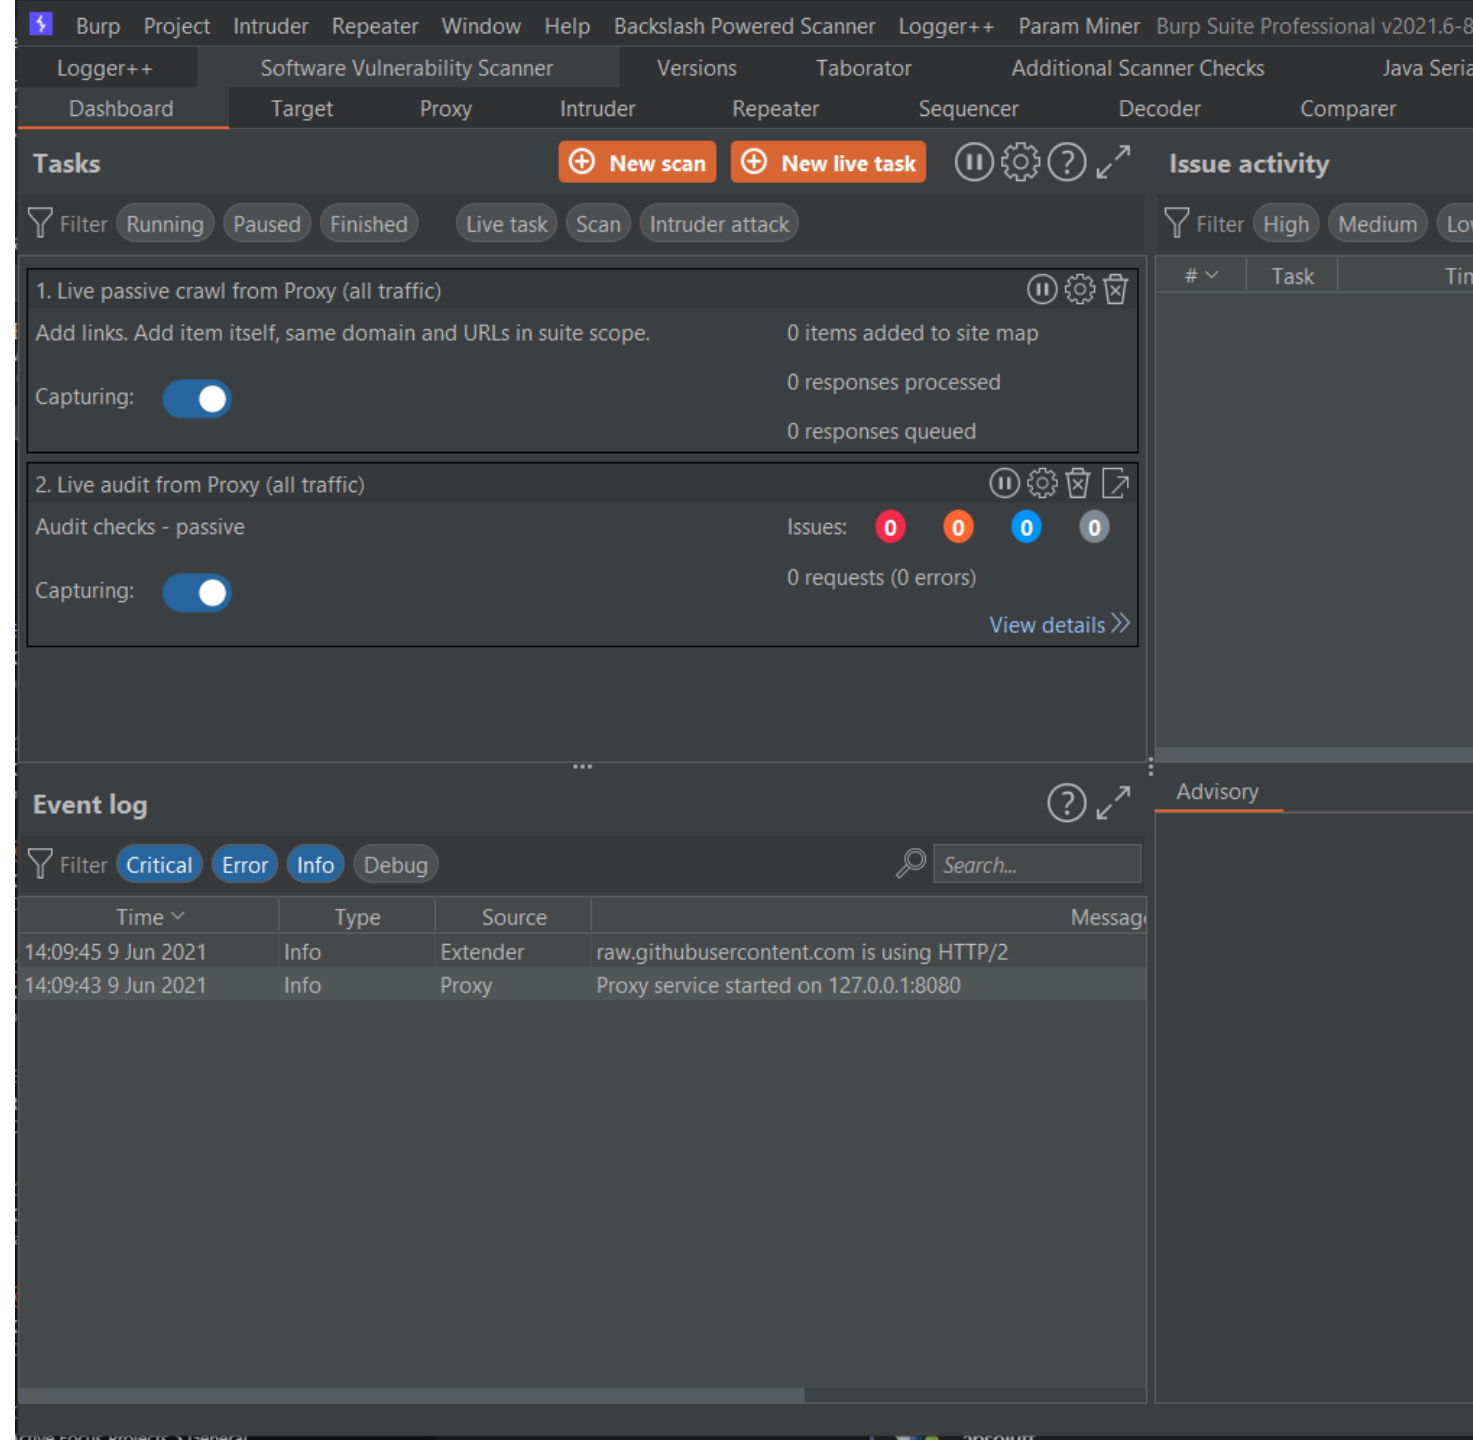 Burp Project Intruder Repeater Window Help Backslash Powered Scanner Logger++ Param Miner Burp Suite Professional v2021.6-8
Logger++ Software Vulnerability Scanner Versions Taborator Additional Scanner Checks Java Seria
Dashboard Target Proxy Intruder Repeater Sequencer Decoder Comparer
Tasks New scan New live task
Filter Running Paused Finished Live task Scan Intruder attack
1. Live passive crawl from Proxy (all traffic)
Add links. Add item itself, same domain and URLs in suite scope. 0 items added to site map
0 responses processed
Capturing:
0 responses queued
2. Live audit from Proxy (all traffic)
Audit checks - passive Issues: 0 0 0 0
0 requests (0 errors)
Capturing:
View details
Issue activity
Filter High Medium Lo
# Task Tim
Event log
Filter Critical Error Info Debug Search...
Time Type Source Message
14:09:45 9 Jun 2021 Info Extender raw.githubusercontent.com is using HTTP/2
14:09:43 9 Jun 2021 Info Proxy Proxy service started on 127.0.0.1:8080
Advisory